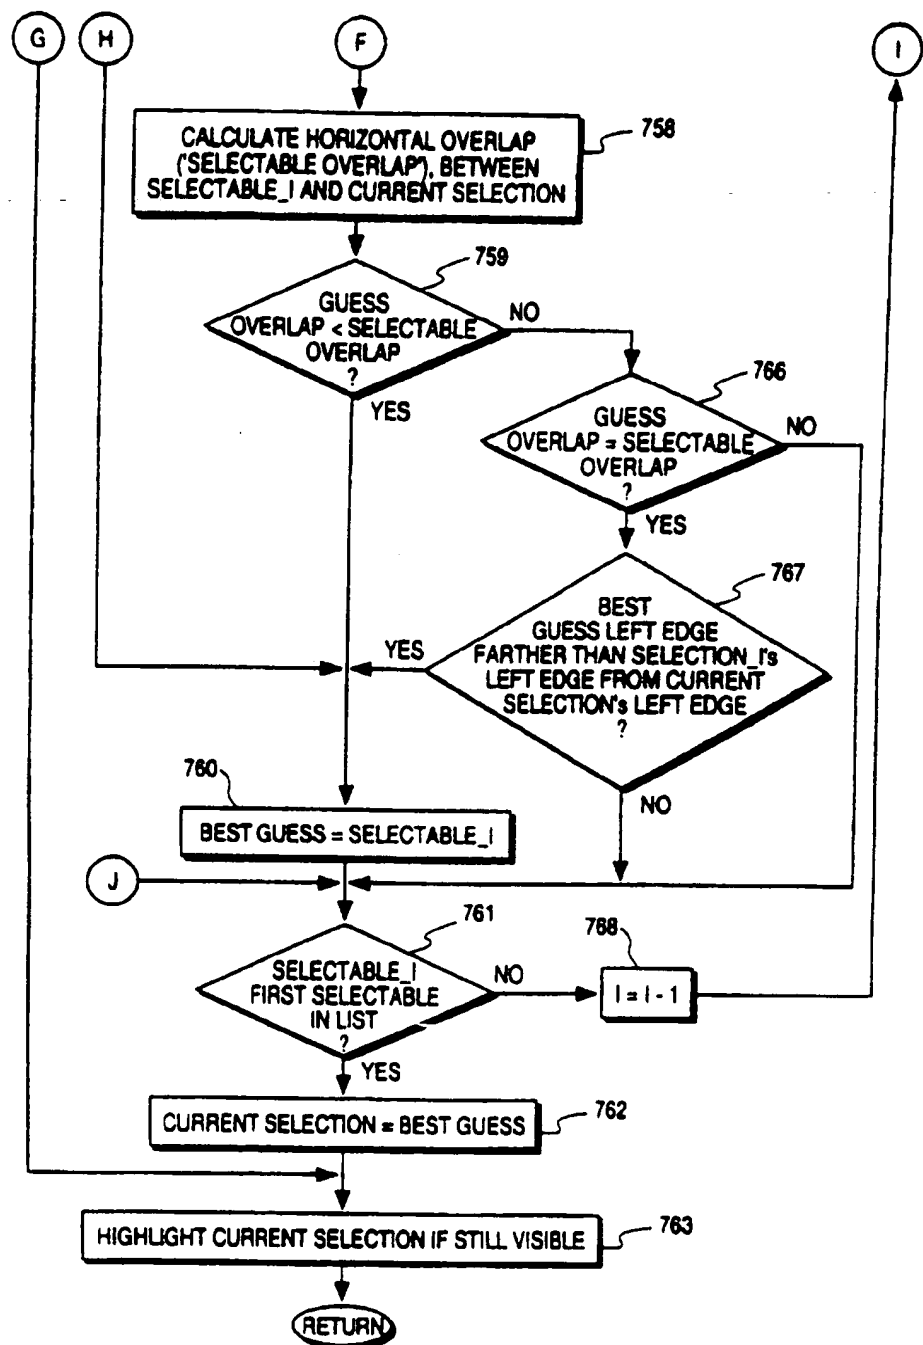 G
H
F
I
CALCULATE HORIZONTAL OVERLAP
("SELECTABLE OVERLAP"), BETWEEN
SELECTABLE_I AND CURRENT SELECTION
758
759
GUESS
OVERLAP < SELECTABLE
OVERLAP
?
NO
YES
766
GUESS
OVERLAP = SELECTABLE
OVERLAP
?
NO
YES
767
BEST
GUESS LEFT EDGE
FARTHER THAN SELECTION_I's
LEFT EDGE FROM CURRENT
SELECTION's LEFT EDGE
?
YES
NO
760
BEST GUESS = SELECTABLE_I
J
761
SELECTABLE_I
FIRST SELECTABLE
IN LIST
?
NO
YES
768
I = I - 1
CURRENT SELECTION = BEST GUESS
762
HIGHLIGHT CURRENT SELECTION IF STILL VISIBLE
763
RETURN